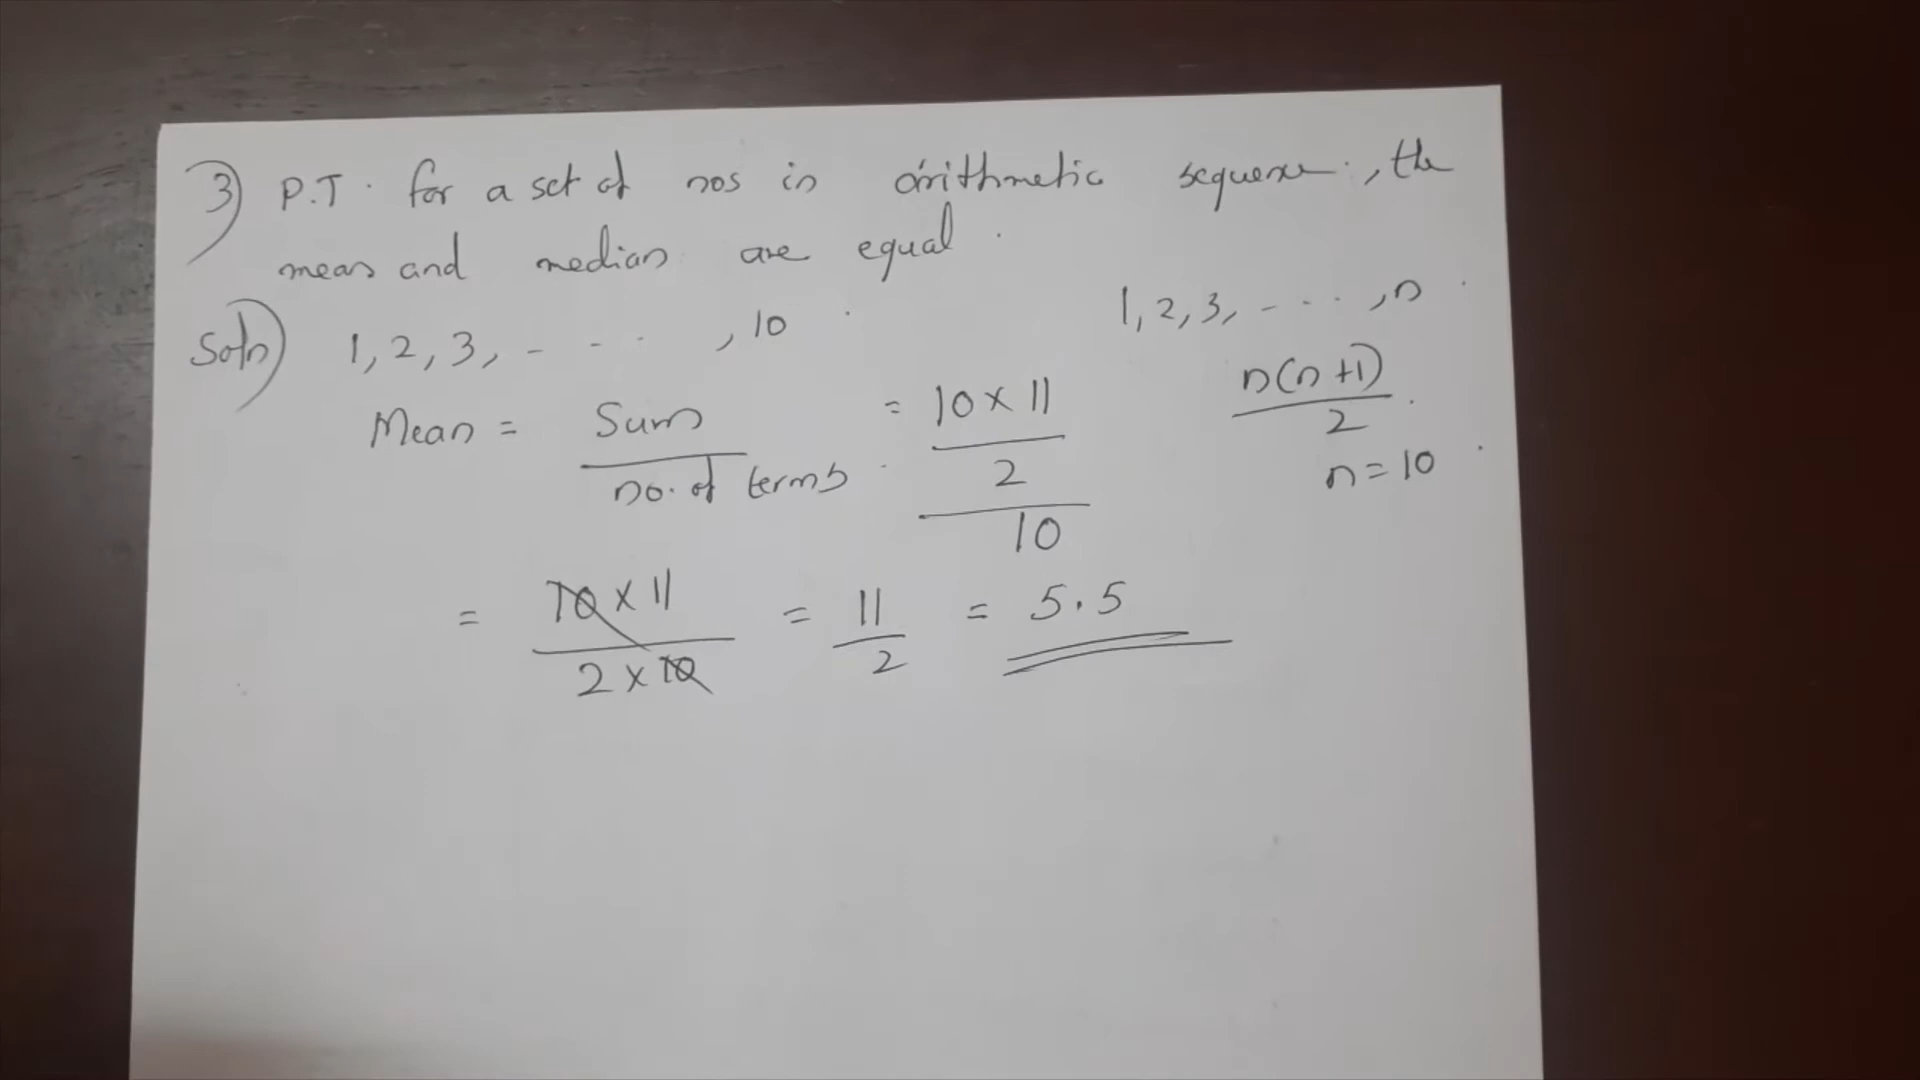 3) P.T. for a set of nos in arithmetic sequence, the
mean and median are equal.
Soln) 1, 2, 3, - - - - , 10
1, 2, 3, - - - , n
Mean = Sum / no. of terms = 10 x 11 / 2 / 10
n(n+1) / 2
n = 10
= 10 x 11 / 2 x 10 = 11 / 2 = 5.5